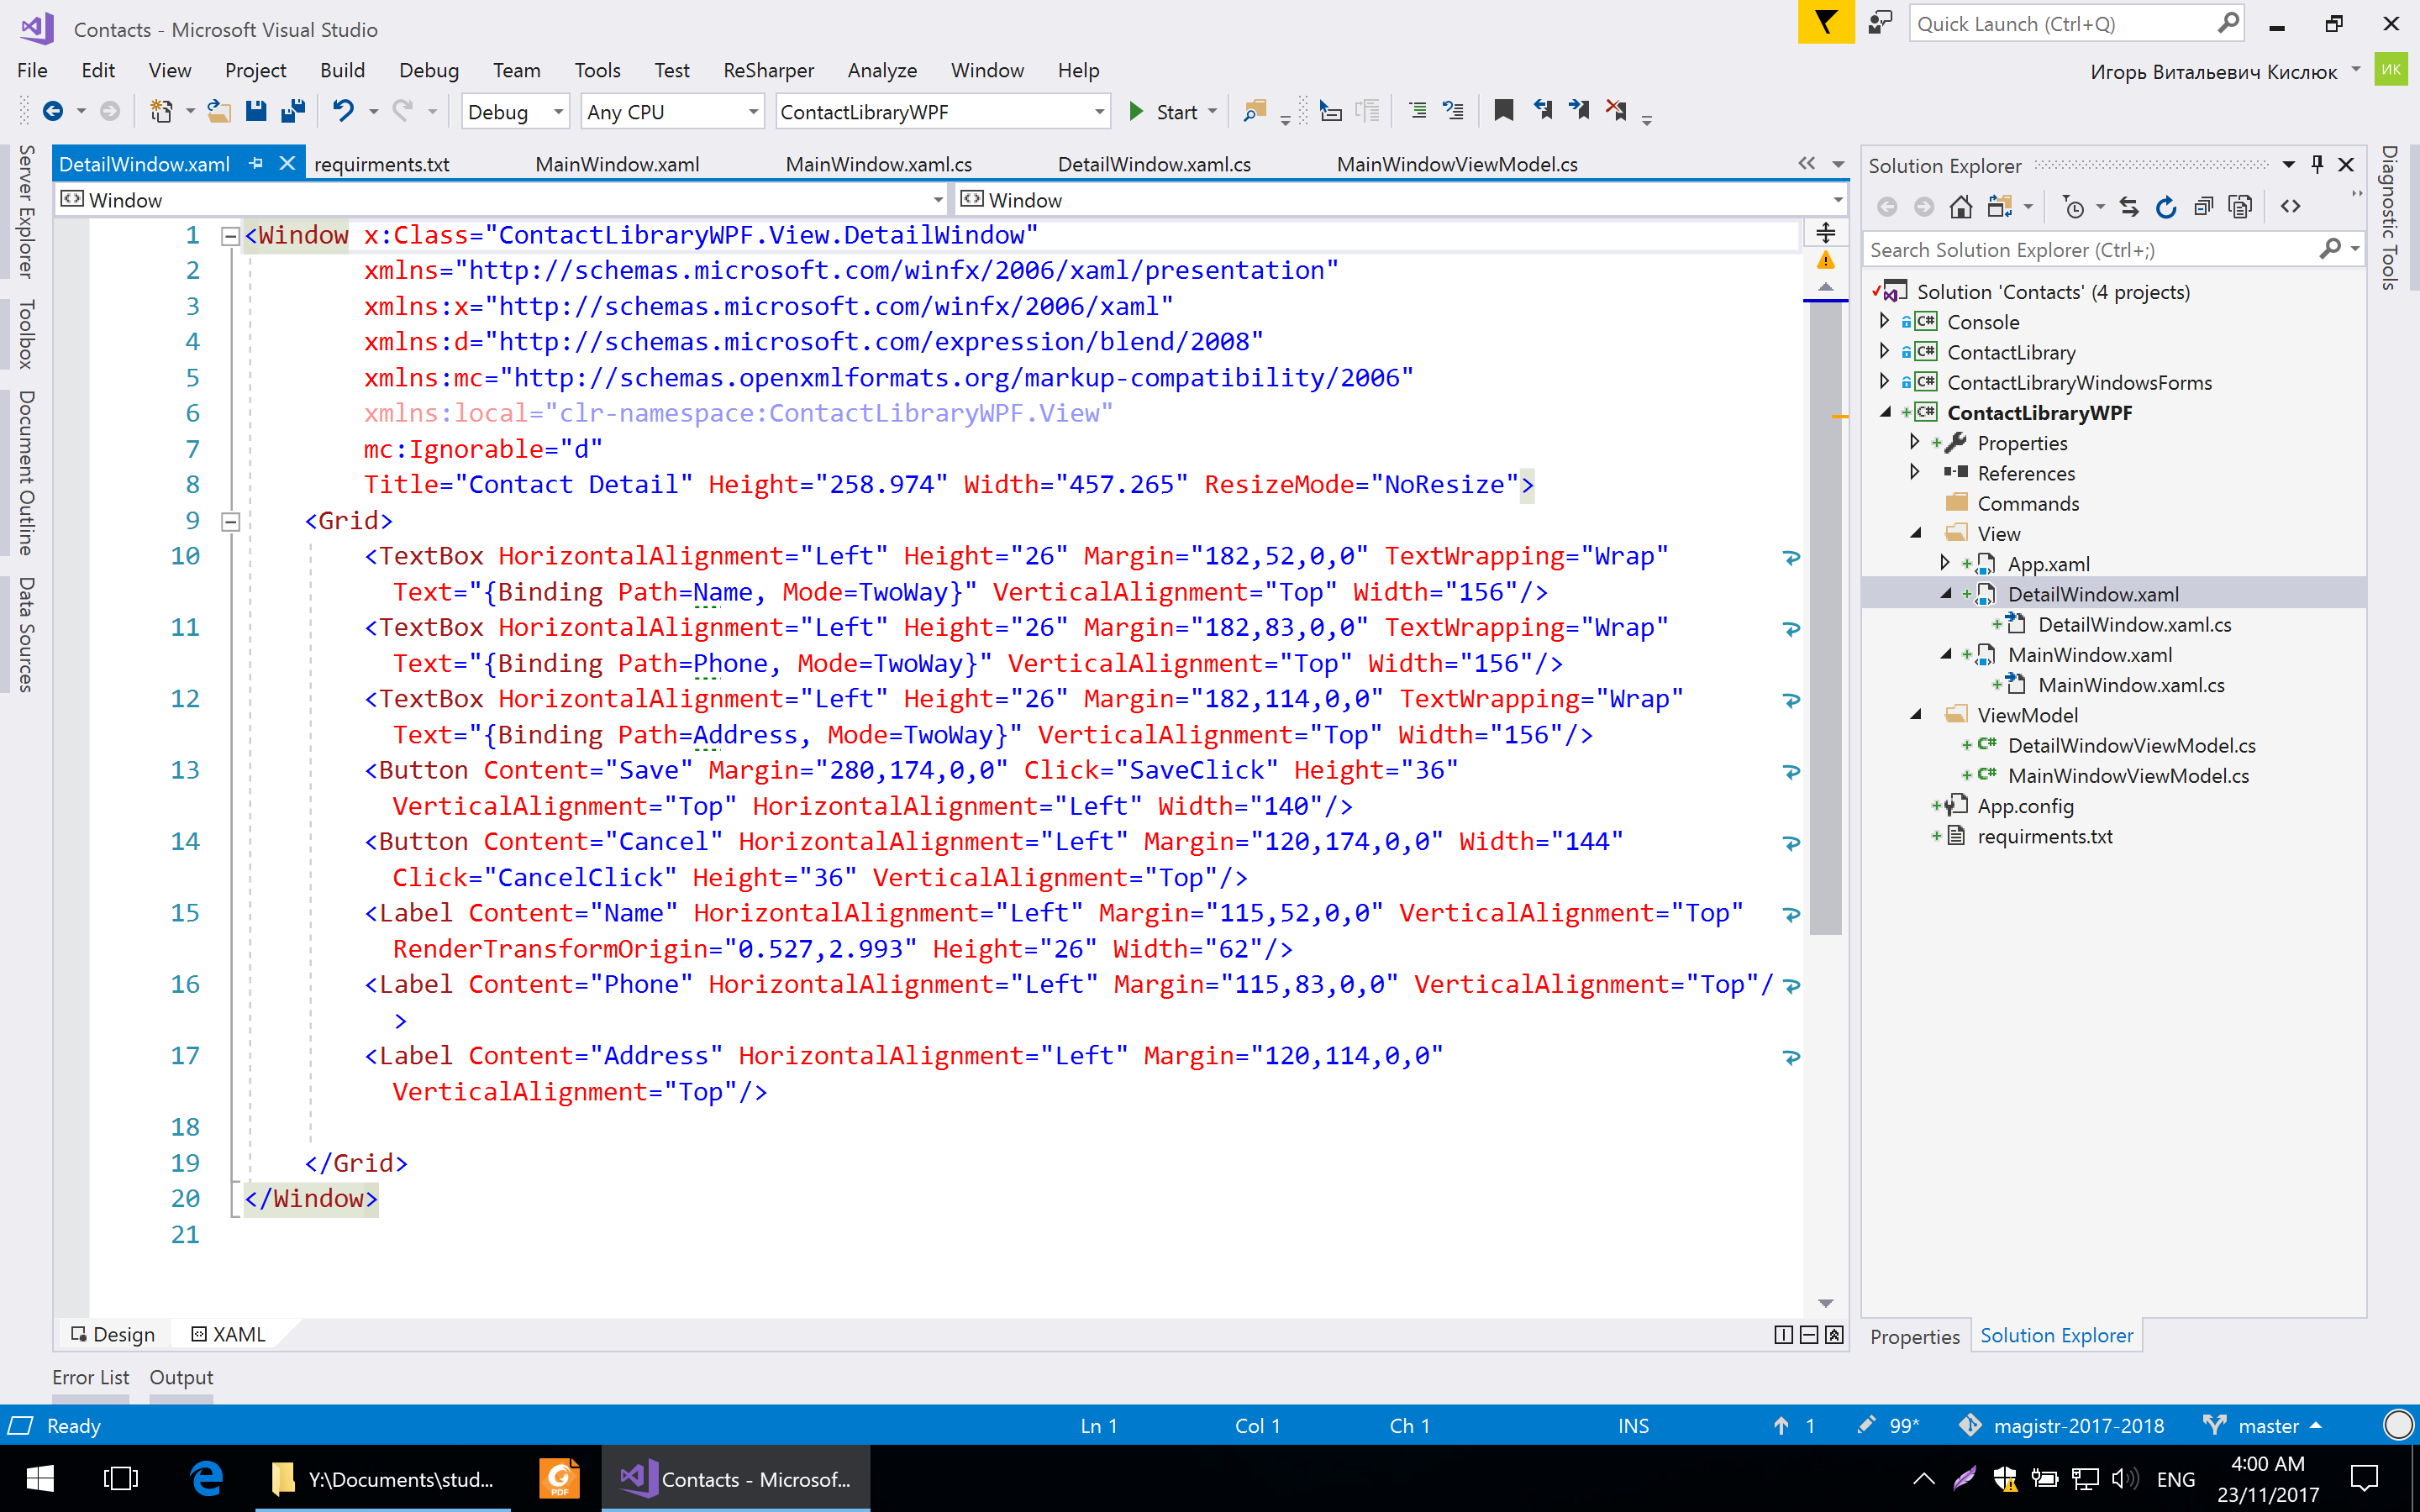 Contacts - Microsoft Visual Studio
Quick Launch (Ctrl+Q)
File Edit View Project Build Debug Team Tools Test ReSharper Analyze Window Help
Игорь Витальевич Кислюк ИК
Debug Any CPU ContactLibraryWPF Start
Server Explorer
Toolbox
Document Outline
Data Sources
DetailWindow.xaml requirments.txt MainWindow.xaml MainWindow.xaml.cs DetailWindow.xaml.cs MainWindowViewModel.cs
Window Window
1 <Window x:Class="ContactLibraryWPF.View.DetailWindow"
2 xmlns="http://schemas.microsoft.com/winfx/2006/xaml/presentation"
3 xmlns:x="http://schemas.microsoft.com/winfx/2006/xaml"
4 xmlns:d="http://schemas.microsoft.com/expression/blend/2008"
5 xmlns:mc="http://schemas.openxmlformats.org/markup-compatibility/2006"
6 xmlns:local="clr-namespace:ContactLibraryWPF.View"
7 mc:Ignorable="d"
8 Title="Contact Detail" Height="258.974" Width="457.265" ResizeMode="NoResize">
9 <Grid>
10 <TextBox HorizontalAlignment="Left" Height="26" Margin="182,52,0,0" TextWrapping="Wrap"
Text="{Binding Path=Name, Mode=TwoWay}" VerticalAlignment="Top" Width="156"/>
11 <TextBox HorizontalAlignment="Left" Height="26" Margin="182,83,0,0" TextWrapping="Wrap"
Text="{Binding Path=Phone, Mode=TwoWay}" VerticalAlignment="Top" Width="156"/>
12 <TextBox HorizontalAlignment="Left" Height="26" Margin="182,114,0,0" TextWrapping="Wrap"
Text="{Binding Path=Address, Mode=TwoWay}" VerticalAlignment="Top" Width="156"/>
13 <Button Content="Save" Margin="280,174,0,0" Click="SaveClick" Height="36"
VerticalAlignment="Top" HorizontalAlignment="Left" Width="140"/>
14 <Button Content="Cancel" HorizontalAlignment="Left" Margin="120,174,0,0" Width="144"
Click="CancelClick" Height="36" VerticalAlignment="Top"/>
15 <Label Content="Name" HorizontalAlignment="Left" Margin="115,52,0,0" VerticalAlignment="Top"
RenderTransformOrigin="0.527,2.993" Height="26" Width="62"/>
16 <Label Content="Phone" HorizontalAlignment="Left" Margin="115,83,0,0" VerticalAlignment="Top"/
>
17 <Label Content="Address" HorizontalAlignment="Left" Margin="120,114,0,0"
VerticalAlignment="Top"/>
18
19 </Grid>
20 </Window>
21
Design XAML
Error List Output
Solution Explorer
Search Solution Explorer (Ctrl+;)
Solution 'Contacts' (4 projects)
C# Console
C# ContactLibrary
C# ContactLibraryWindowsForms
C# ContactLibraryWPF
Properties
References
Commands
View
App.xaml
DetailWindow.xaml
DetailWindow.xaml.cs
MainWindow.xaml
MainWindow.xaml.cs
ViewModel
C# DetailWindowViewModel.cs
C# MainWindowViewModel.cs
App.config
requirments.txt
Properties Solution Explorer
Diagnostic Tools
Ready Ln 1 Col 1 Ch 1 INS 1 99* magistr-2017-2018 master
Y:\Documents\stud... PDF Contacts - Microsof... ENG
4:00 AM
23/11/2017